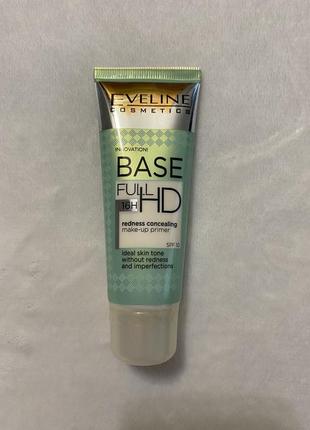 EVELINE
COSMETICS
INNOVATION!
BASE
FULL HD
16H
redness concealing
make-up primer
SPF 10
ideal skin tone
without redness
and imperfections